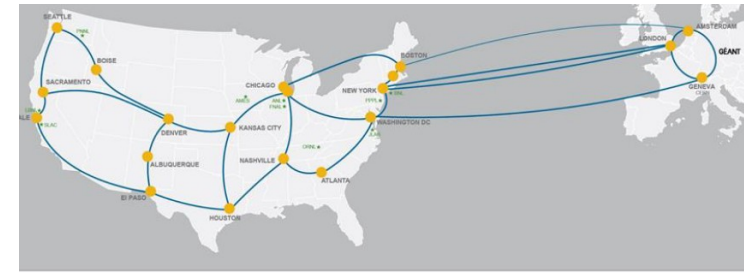 SEATTLE
PNNL
AMSTERDAM
LONDON
GÉANT
BOISE
BOSTON
CHICAGO
SACRAMENTO
NEW YORK
GENEVA
CERN
AMES
ANL
FNAL
BNL
PPPL
SLAC
ALE
DENVER
KANSAS CITY
WASHINGTON DC
JLAB
ORNL
ALBUQUERQUE
NASHVILLE
ATLANTA
El PASO
HOUSTON